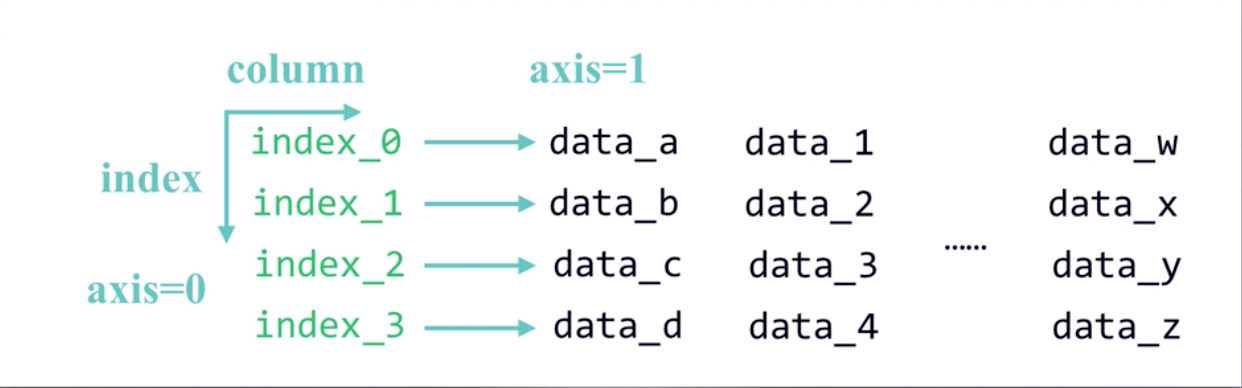 column axis=1
index_0 data_a data_1 data_w
index
index_1 data_b data_2 data_x
……
index_2 data_c data_3 data_y
axis=0
index_3 data_d data_4 data_z